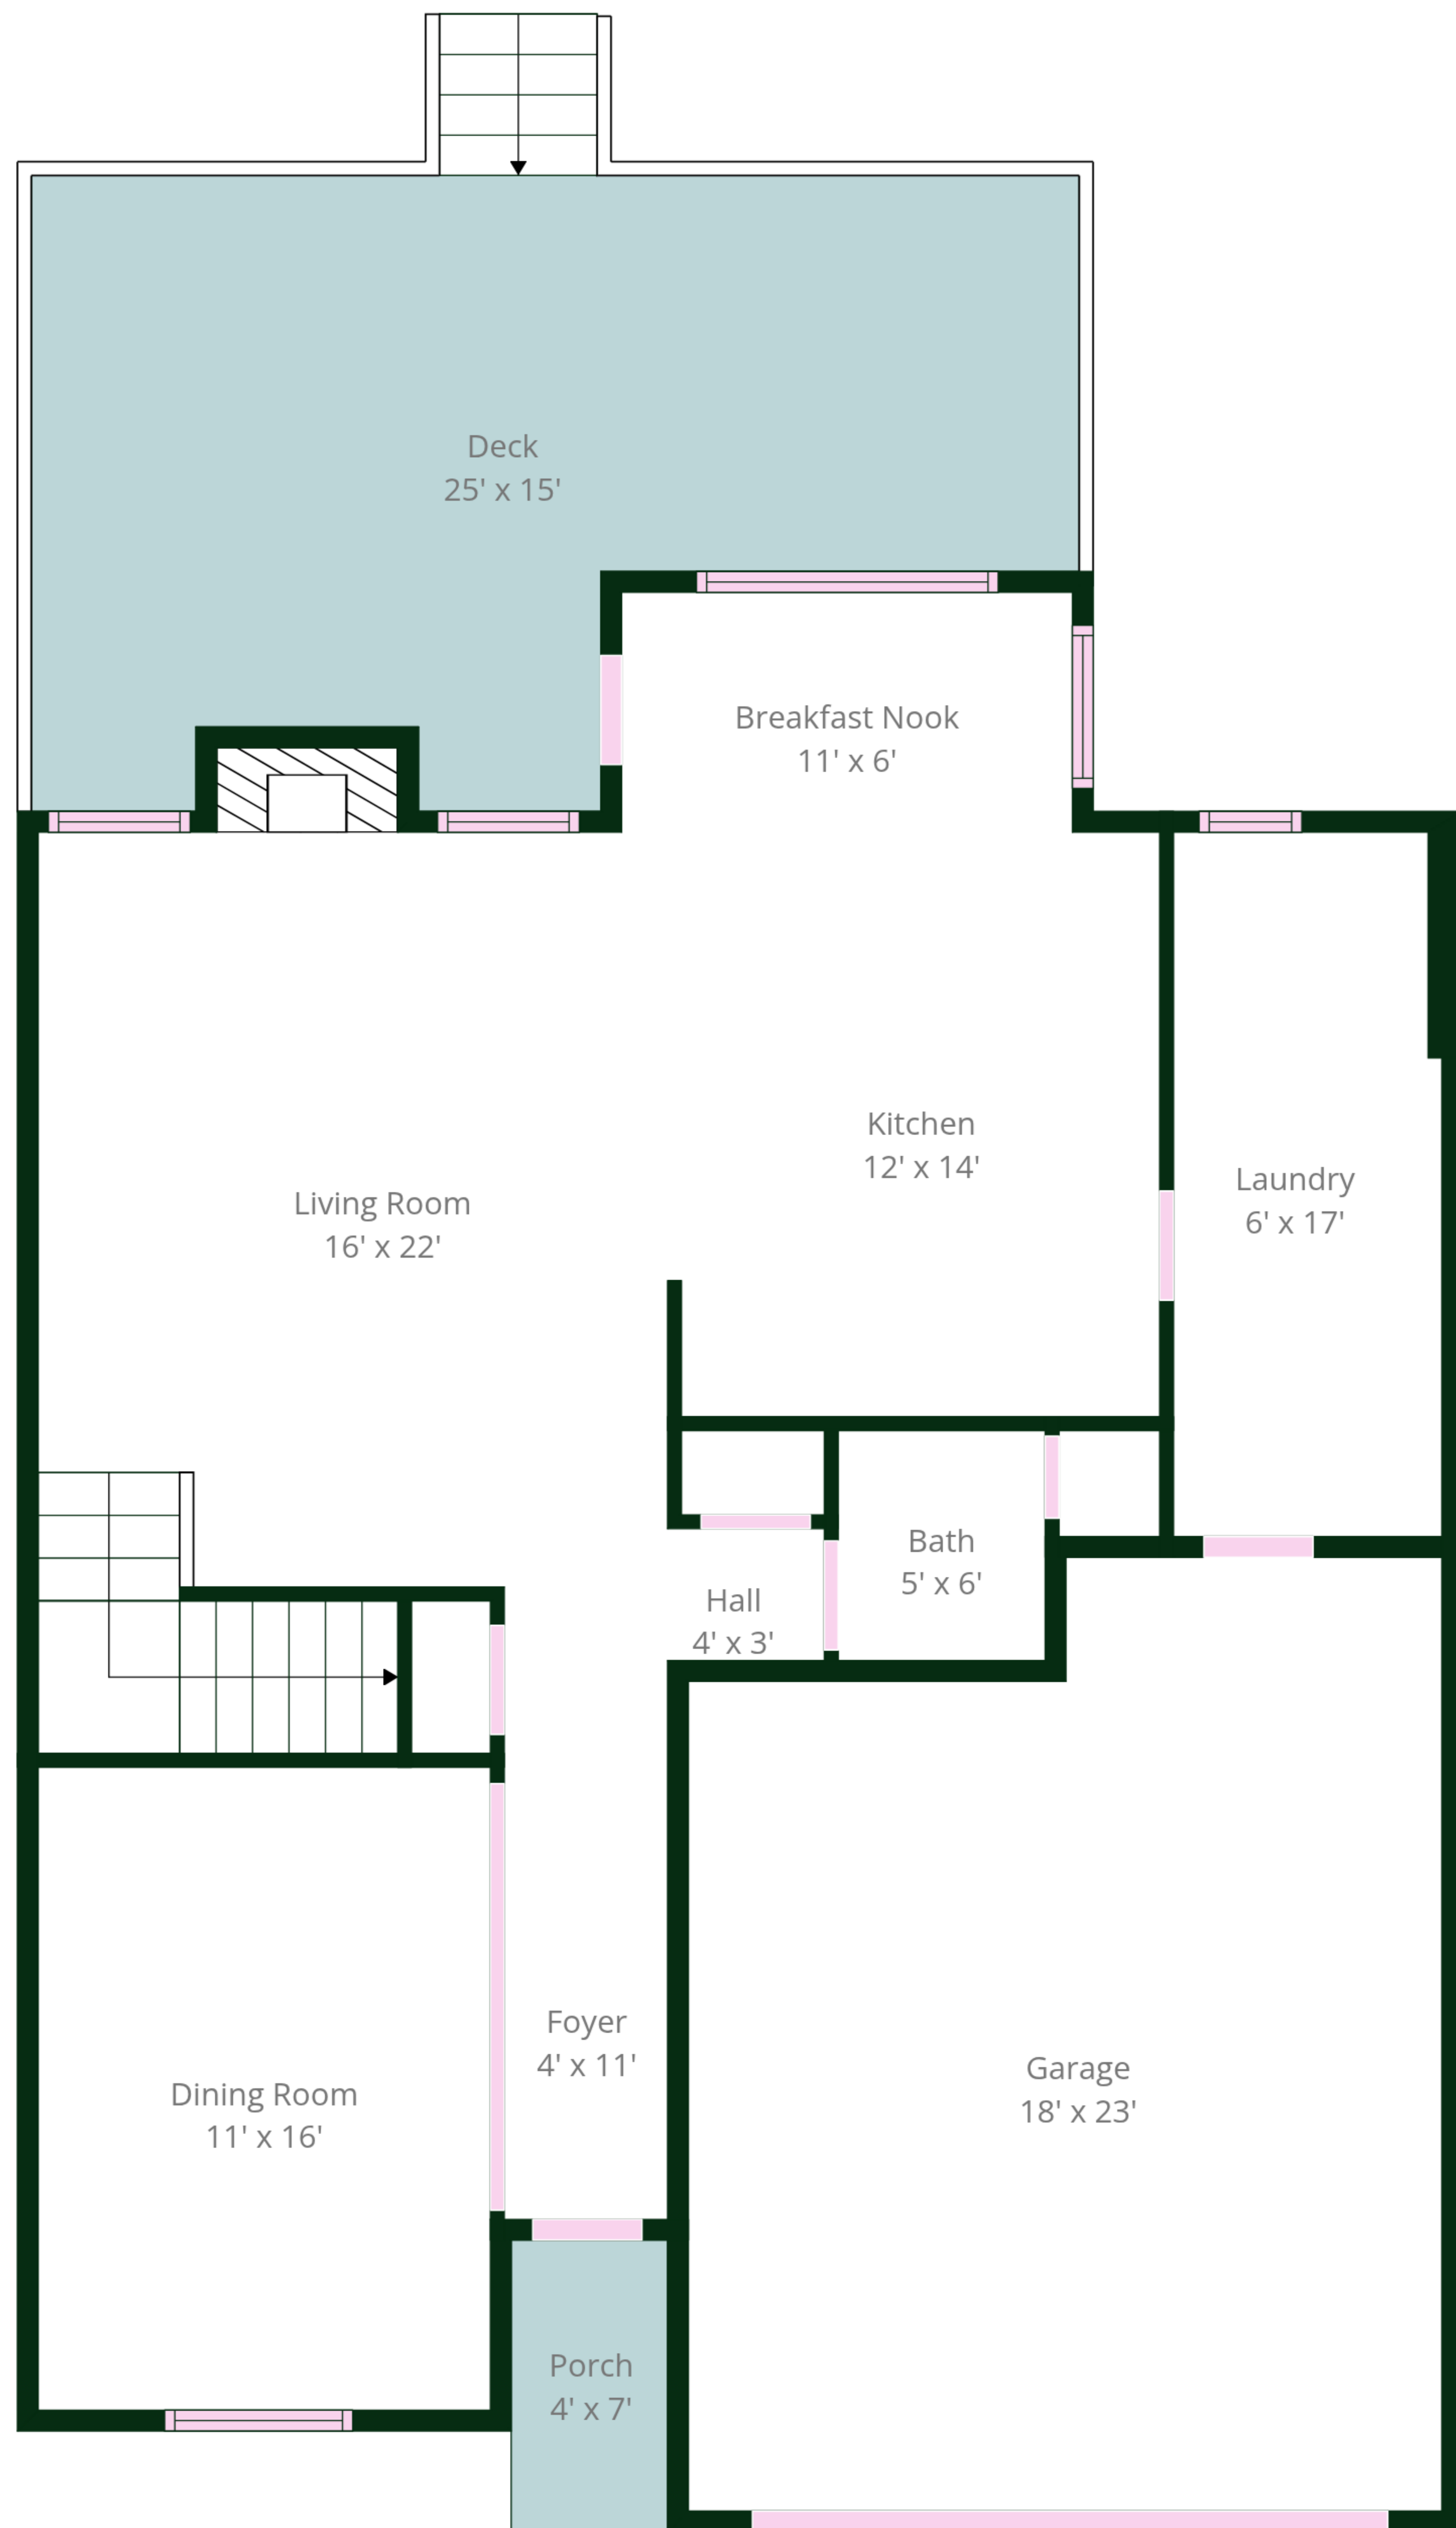 Deck
25' x 15'
Breakfast Nook
11' x 6'
Kitchen
12' x 14'
Laundry
6' x 17'
Living Room
16' x 22'
Bath
5' x 6'
Hall
4' x 3'
Foyer
4' x 11'
Garage
18' x 23'
Dining Room
11' x 16'
Porch
4' x 7'